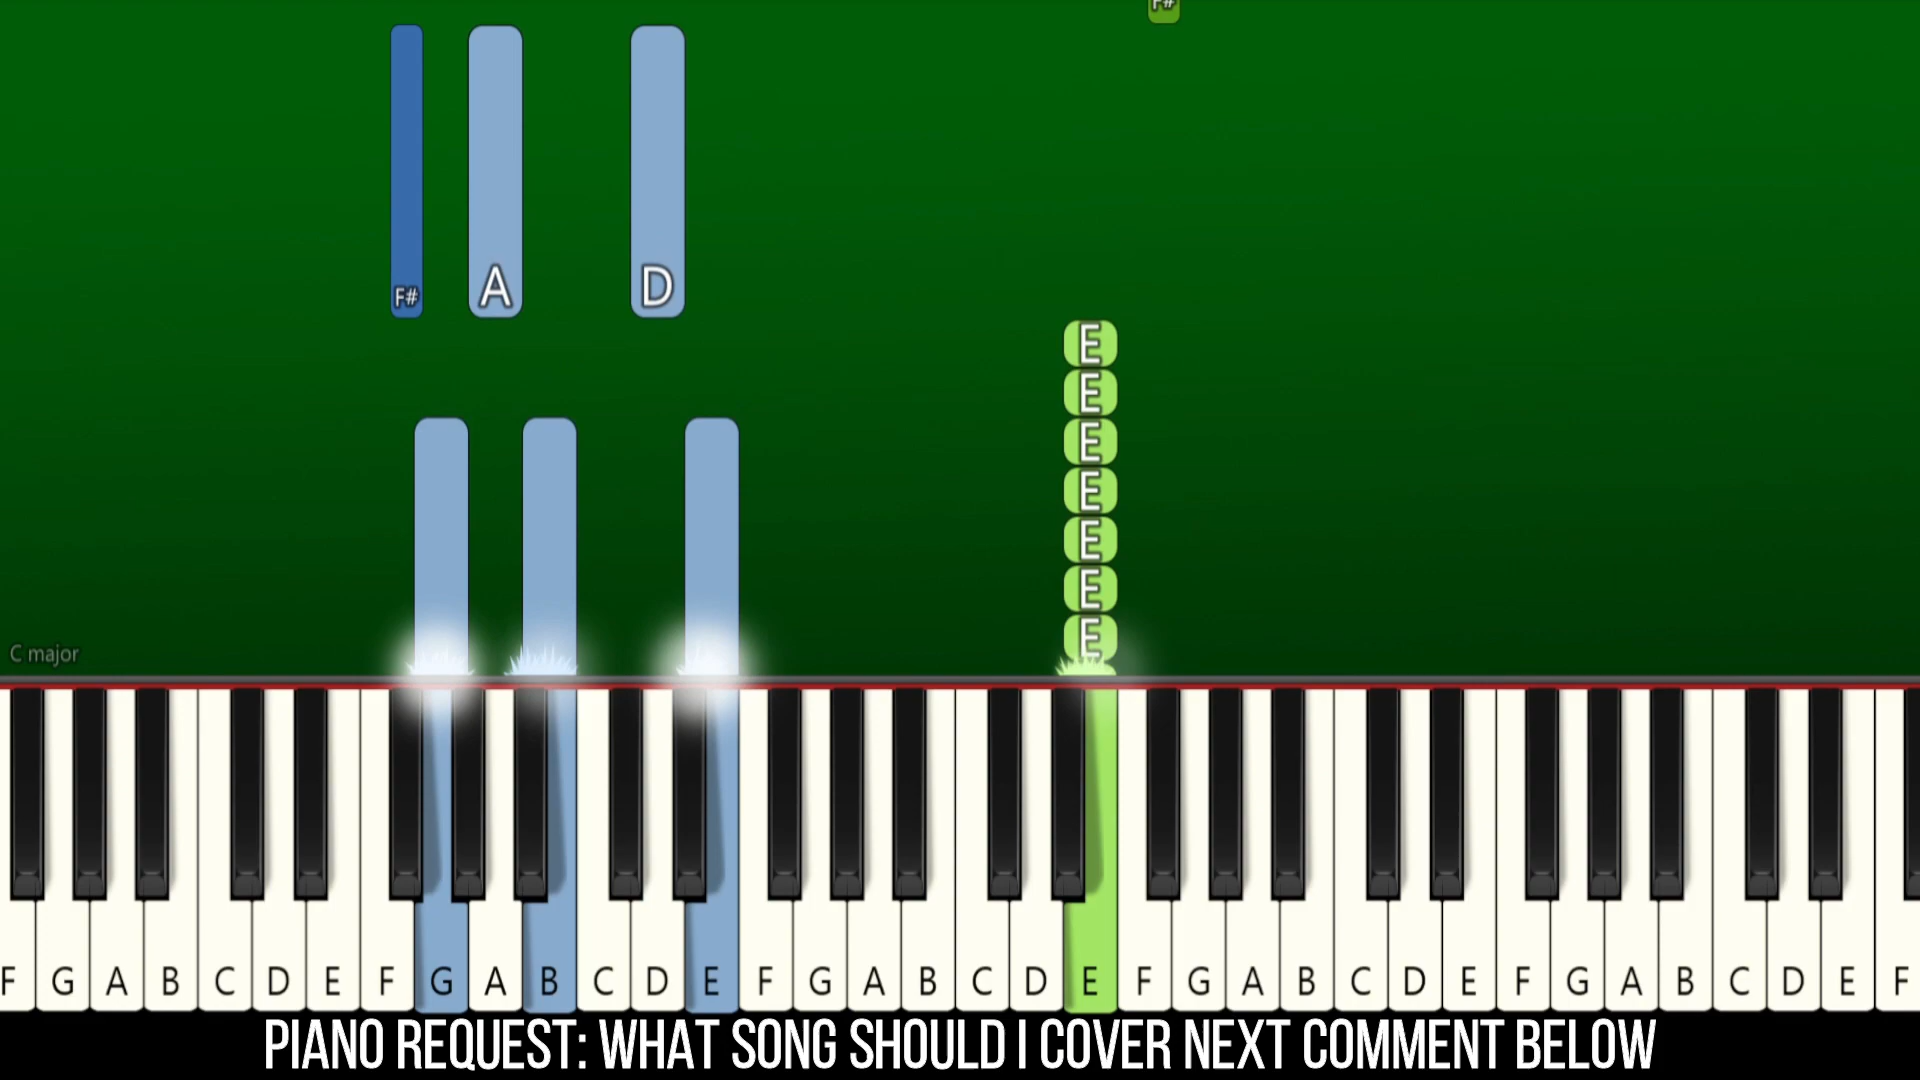 F#
F# A D
E
E
E
E
E
E
E
C major
F G A B C D E F G A B C D E F G A B C D E F G A B C D E F G A B C D E F
PIANO REQUEST: WHAT SONG SHOULD I COVER NEXT COMMENT BELOW